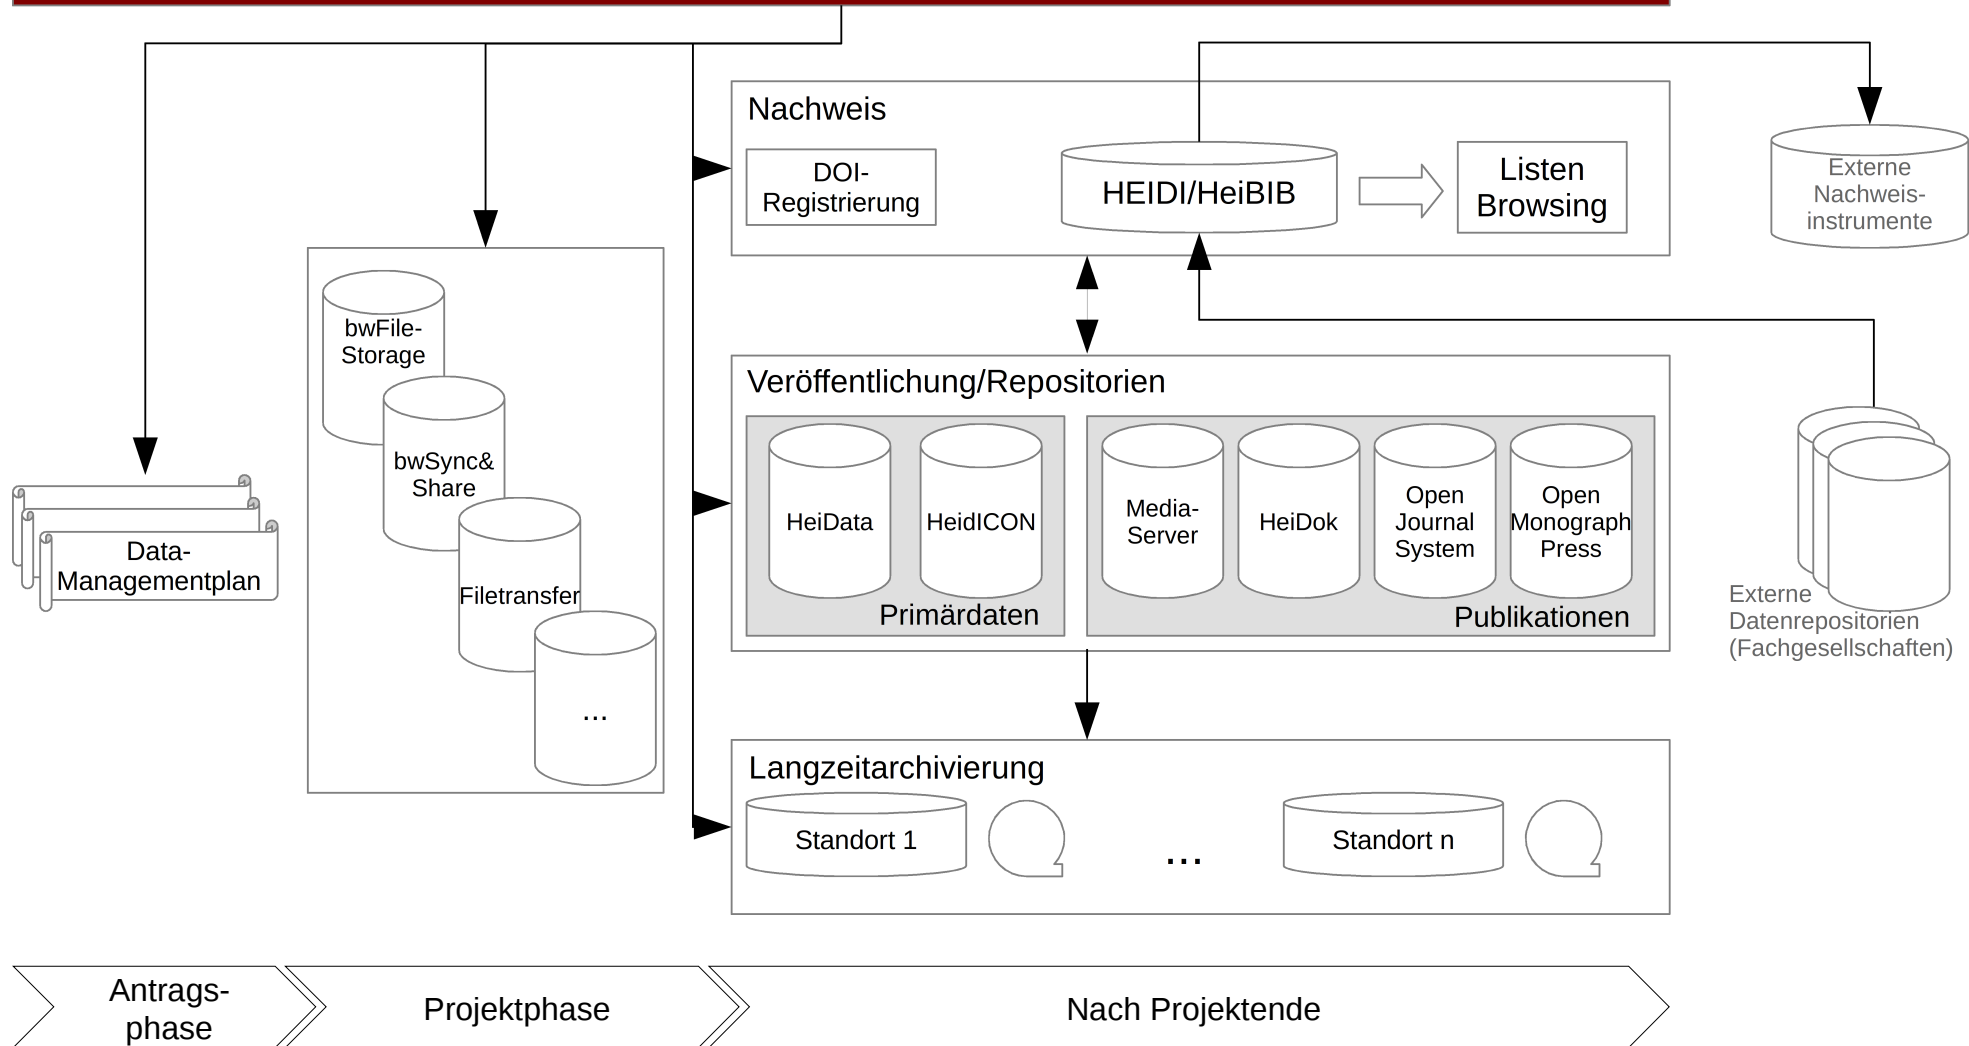 Nachweis
DOI-
Registrierung
HEIDI/HeiBIB
Listen
Browsing
Externe
Nachweis-
instrumente
bwFile-
Storage
bwSync&
Share
Filetransfer
...
Data-
Managementplan
Veröffentlichung/Repositorien
HeiData
HeidICON
Primärdaten
Media-
Server
HeiDok
Open
Journal
System
Open
Monograph
Press
Publikationen
Externe
Datenrepositorien
(Fachgesellschaften)
Langzeitarchivierung
Standort 1
...
Standort n
Antrags-
phase
Projektphase
Nach Projektende